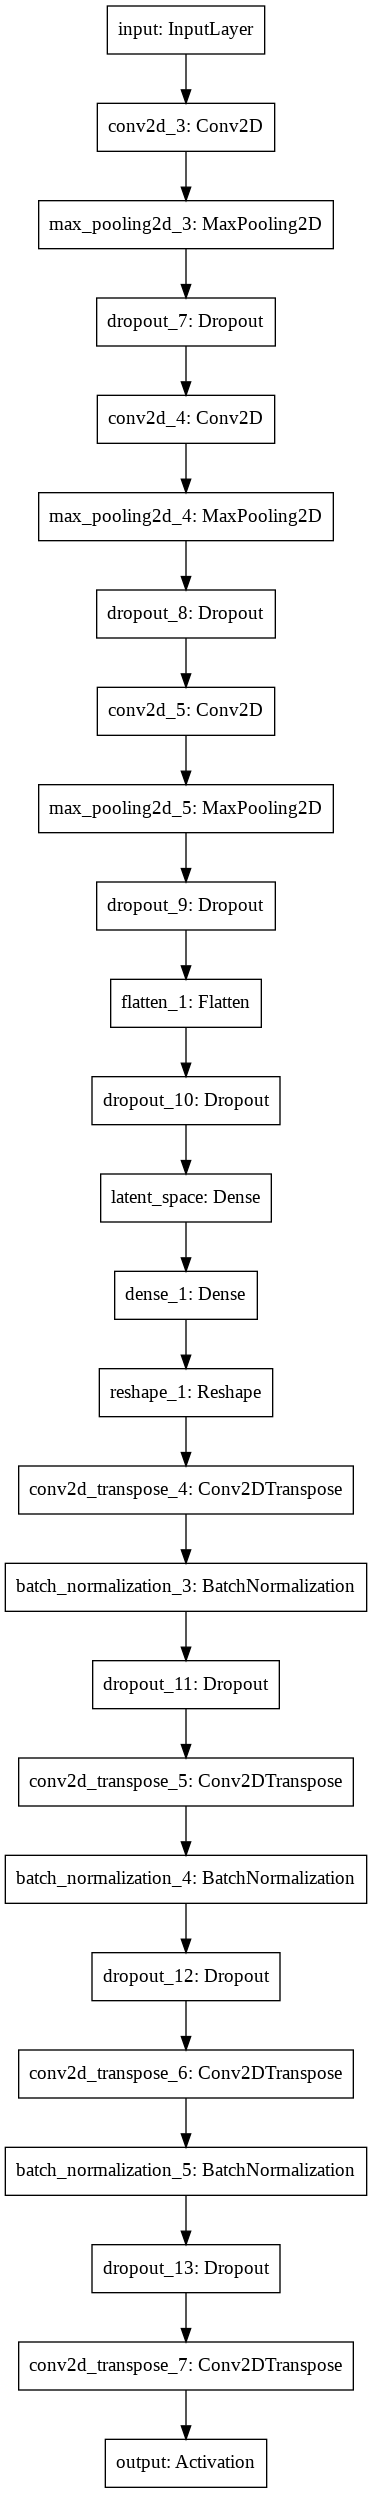 input: InputLayer
conv2d_3: Conv2D
max_pooling2d_3: MaxPooling2D
dropout_7: Dropout
conv2d_4: Conv2D
max_pooling2d_4: MaxPooling2D
dropout_8: Dropout
conv2d_5: Conv2D
max_pooling2d_5: MaxPooling2D
dropout_9: Dropout
flatten_1: Flatten
dropout_10: Dropout
latent_space: Dense
dense_1: Dense
reshape_1: Reshape
conv2d_transpose_4: Conv2DTranspose
batch_normalization_3: BatchNormalization
dropout_11: Dropout
conv2d_transpose_5: Conv2DTranspose
batch_normalization_4: BatchNormalization
dropout_12: Dropout
conv2d_transpose_6: Conv2DTranspose
batch_normalization_5: BatchNormalization
dropout_13: Dropout
conv2d_transpose_7: Conv2DTranspose
output: Activation